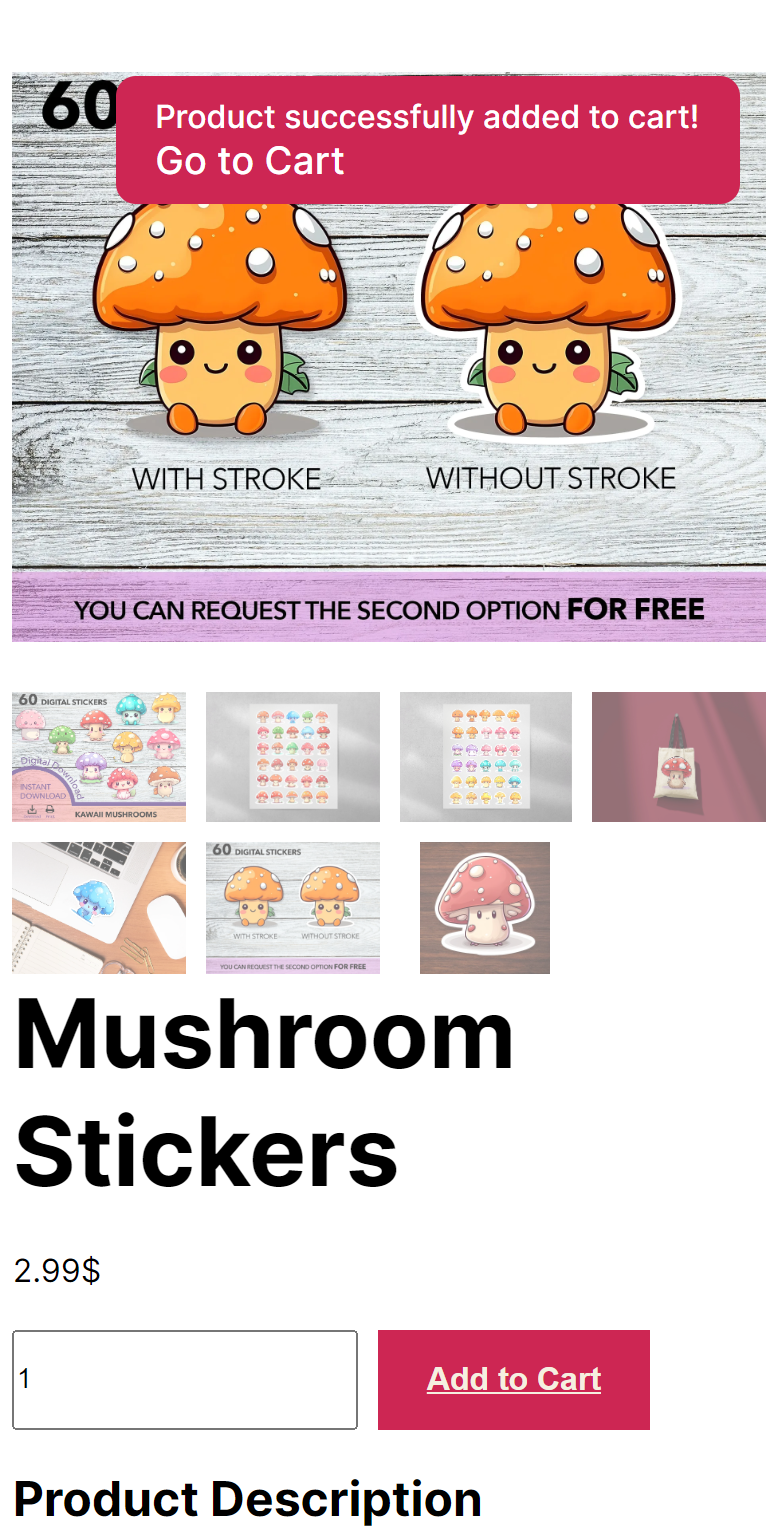 60
Product successfully added to cart!
Go to Cart
WITH STROKE
WITHOUT STROKE
YOU CAN REQUEST THE SECOND OPTION FOR FREE
60 DIGITAL STICKERS
Digital Download
INSTANT
DOWNLOAD
KAWAII MUSHROOMS
60 DIGITAL STICKERS
WITH STROKE
WITHOUT STROKE
YOU CAN REQUEST THE SECOND OPTION FOR FREE
Mushroom
Stickers
2.99$
1
Add to Cart
Product Description